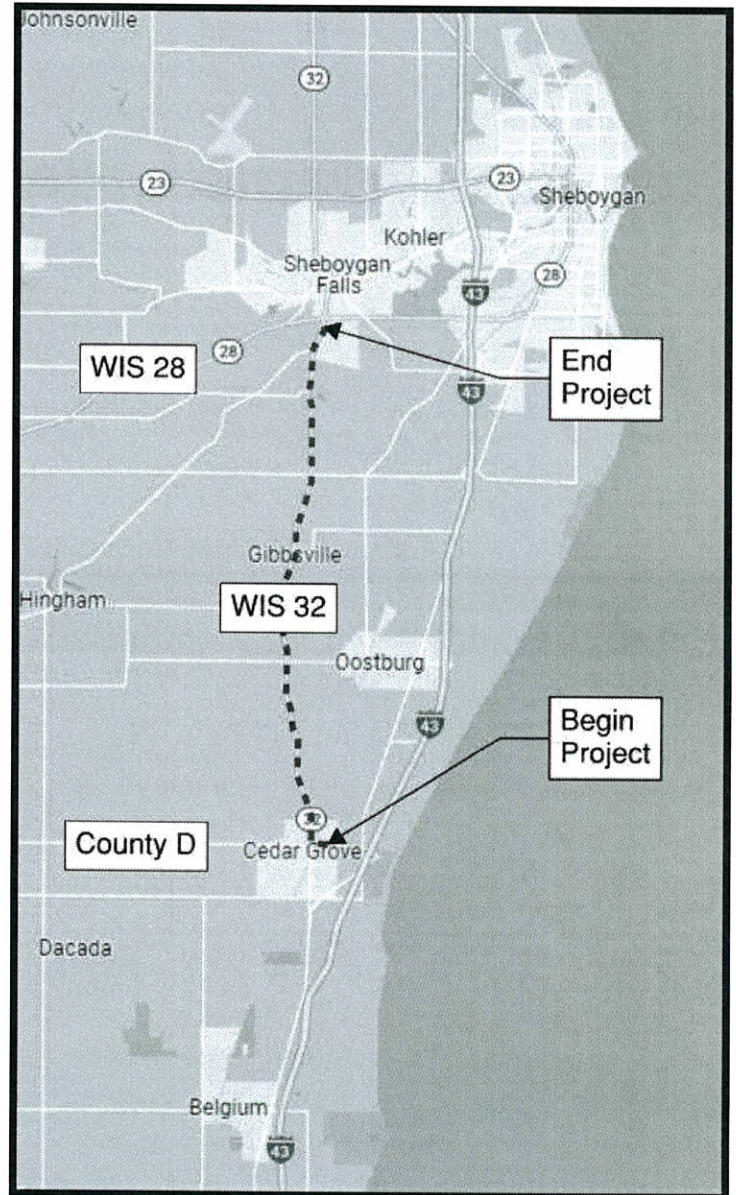 Johnsonville
32
23
23
Sheboygan
Kohler
Sheboygan
Falls
28
43
WIS 28
28
End
Project
43
Gibbsville
Hingham
WIS 32
Oostburg
43
Begin
Project
32
County D
Cedar Grove
Dacada
Belgium
43